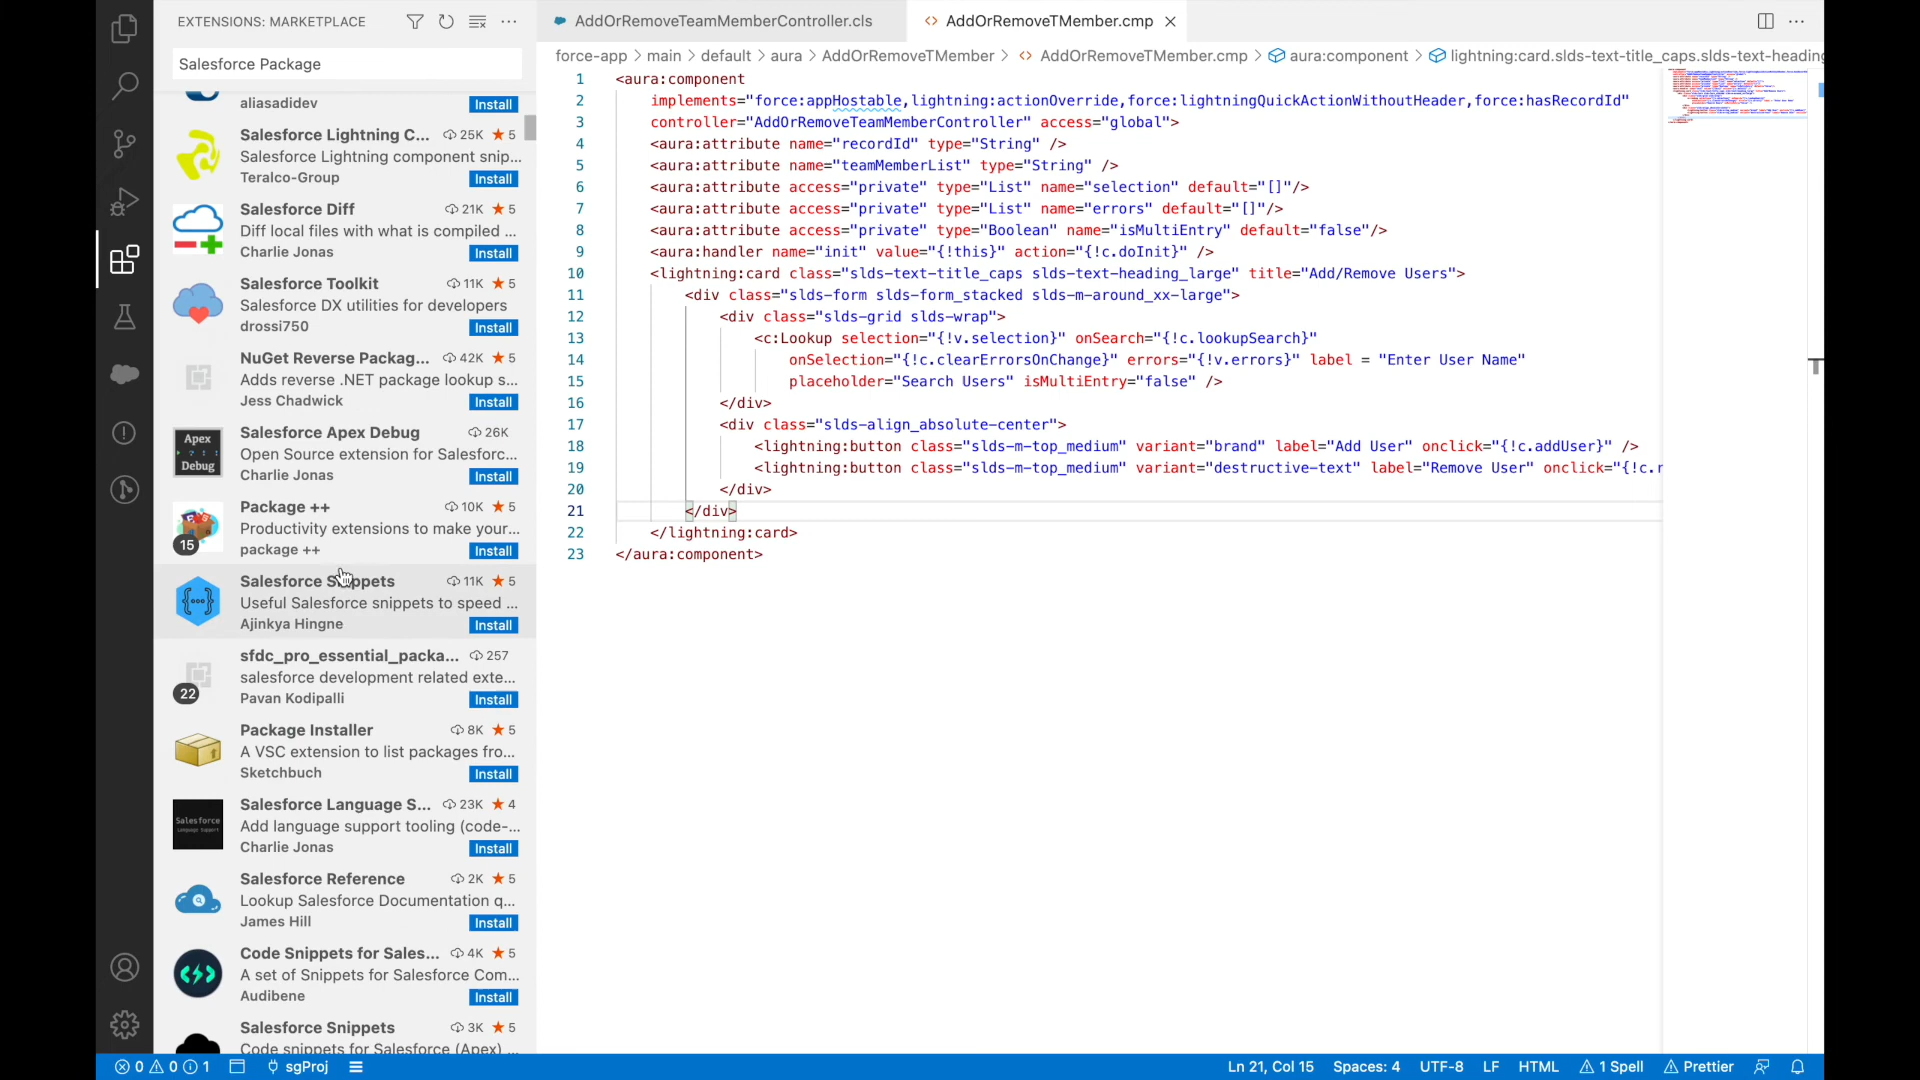 EXTENSIONS: MARKETPLACE
Salesforce Package
aliasadidev
Install
Salesforce Lightning C... 25K ★ 5
Salesforce Lightning component snip...
Teralco-Group
Install
Salesforce Diff 21K ★ 5
Diff local files with what is compiled ...
Charlie Jonas
Install
Salesforce Toolkit 11K ★ 5
Salesforce DX utilities for developers
drossi750
Install
NuGet Reverse Packag... 42K ★ 5
Adds reverse .NET package lookup s...
Jess Chadwick
Install
Apex Debug
Salesforce Apex Debug 26K
Open Source extension for Salesforc...
Charlie Jonas
Install
Package ++ 10K ★ 5
Productivity extensions to make your...
15
package ++
Install
Salesforce Snippets 11K ★ 5
Useful Salesforce snippets to speed ...
Ajinkya Hingne
Install
sfdc_pro_essential_packa... 257
salesforce development related exte...
22
Pavan Kodipalli
Install
Package Installer 8K ★ 5
A VSC extension to list packages fro...
Sketchbuch
Install
Salesforce Language Support
Salesforce Language S... 23K ★ 4
Add language support tooling (code-...
Charlie Jonas
Install
Salesforce Reference 2K ★ 5
Lookup Salesforce Documentation q...
James Hill
Install
Code Snippets for Sales... 4K ★ 5
A set of Snippets for Salesforce Com...
Audibene
Install
Salesforce Snippets 3K ★ 5
Code snippets for Salesforce (Apex) ...
AddOrRemoveTeamMemberController.cls
AddOrRemoveTMember.cmp
force-app > main > default > aura > AddOrRemoveTMember > AddOrRemoveTMember.cmp > aura:component > lightning:card.slds-text-title_caps.slds-text-heading
1 <aura:component
2 implements="force:appHostable,lightning:actionOverride,force:lightningQuickActionWithoutHeader,force:hasRecordId"
3 controller="AddOrRemoveTeamMemberController" access="global">
4 <aura:attribute name="recordId" type="String" />
5 <aura:attribute name="teamMemberList" type="String" />
6 <aura:attribute access="private" type="List" name="selection" default="[]"/>
7 <aura:attribute access="private" type="List" name="errors" default="[]"/>
8 <aura:attribute access="private" type="Boolean" name="isMultiEntry" default="false"/>
9 <aura:handler name="init" value="{!this}" action="{!c.doInit}" />
10 <lightning:card class="slds-text-title_caps slds-text-heading_large" title="Add/Remove Users">
11 <div class="slds-form slds-form_stacked slds-m-around_xx-large">
12 <div class="slds-grid slds-wrap">
13 <c:Lookup selection="{!v.selection}" onSearch="{!c.lookupSearch}"
14 onSelection="{!c.clearErrorsOnChange}" errors="{!v.errors}" label = "Enter User Name"
15 placeholder="Search Users" isMultiEntry="false" />
16 </div>
17 <div class="slds-align_absolute-center">
18 <lightning:button class="slds-m-top_medium" variant="brand" label="Add User" onclick="{!c.addUser}" />
19 <lightning:button class="slds-m-top_medium" variant="destructive-text" label="Remove User" onclick="{!c.r
20 </div>
21 </div>
22 </lightning:card>
23 </aura:component>
0 0 1 sgProj
Ln 21, Col 15 Spaces: 4 UTF-8 LF HTML 1 Spell Prettier